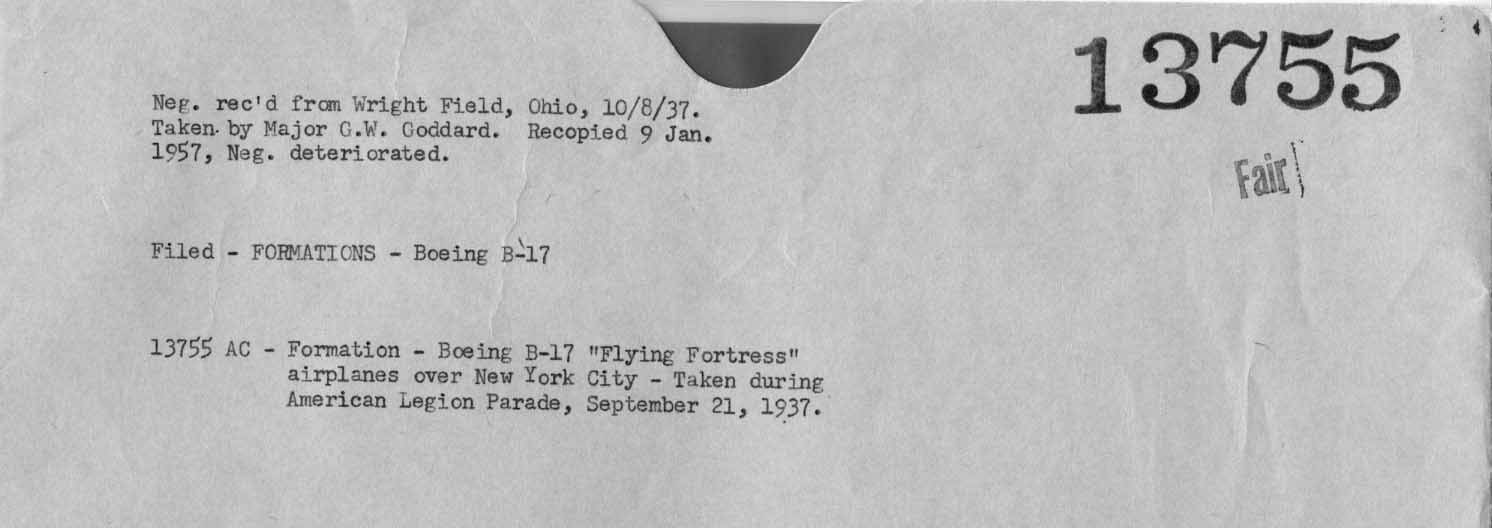 13755
Neg. rec'd from Wright Field, Ohio, 10/8/37.
Taken by Major G.W. Goddard. Recopied 9 Jan.
1957, Neg. deteriorated.
Fair
Filed - FORMATIONS - Boeing B-17
13755 AC - Formation - Boeing B-17 "Flying Fortress"
airplanes over New York City - Taken during
American Legion Parade, September 21, 1937.